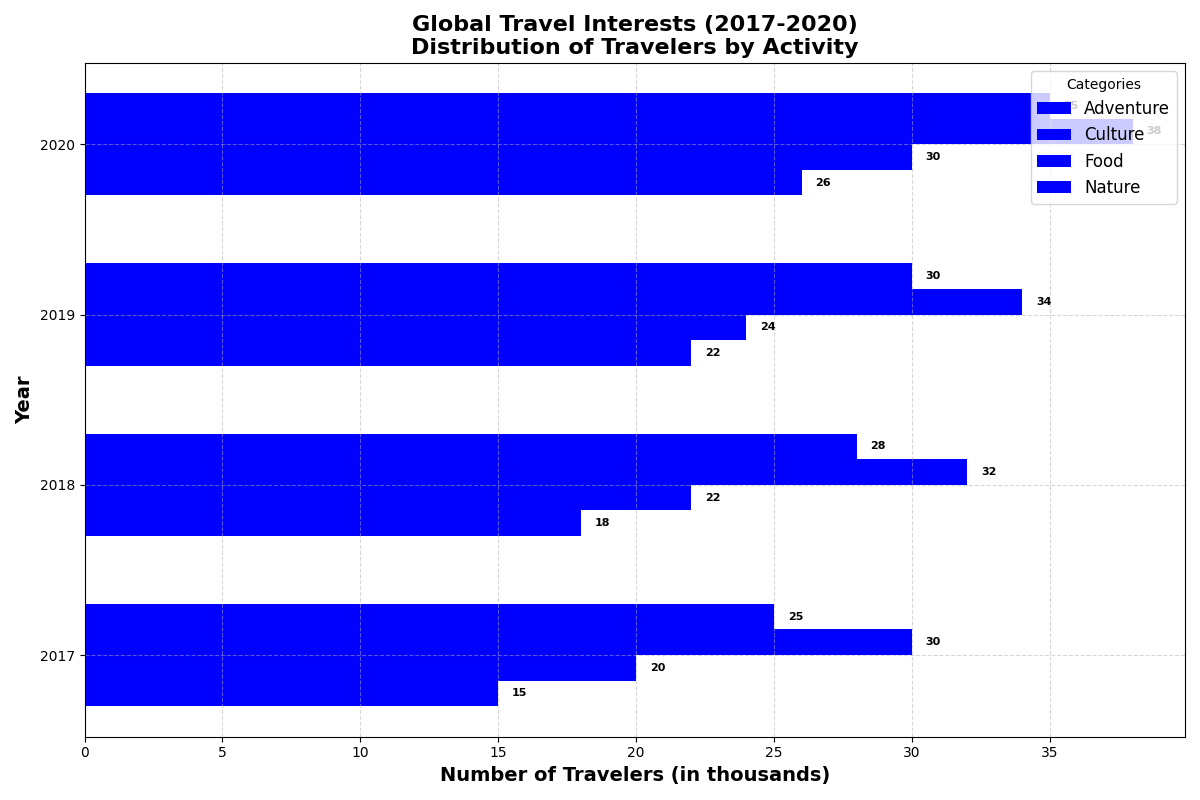 Global Travel Interests (2017-2020)
Distribution of Travelers by Activity
Categories
Adventure
Culture
Food
Nature
38
2020
30
26
30
2019
34
24
22
Year
28
2018
32
22
18
25
2017
30
20
15
0 5 10 15 20 25 30 35
Number of Travelers (in thousands)